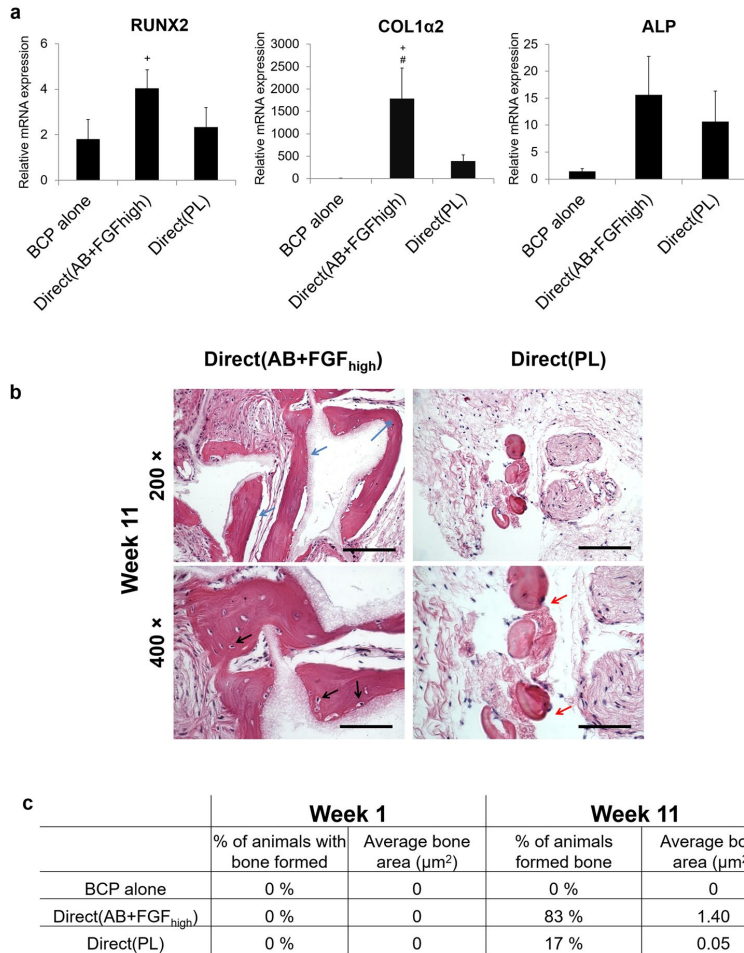 a
RUNX2
Relative mRNA expression
6
4
2
0
BCP alone
Direct(AB+FGFhigh)
Direct(PL)
COL1α2
Relative mRNA expression
3000
2500
2000
1500
1000
500
0
+
#
BCP alone
Direct(AB+FGFhigh)
Direct(PL)
ALP
Relative mRNA expression
25
20
15
10
5
0
BCP alone
Direct(AB+FGFhigh)
Direct(PL)
+
b
Direct(AB+FGFhigh) Direct(PL)
Week 11
200 ×
400 ×
c
Week 1 Week 11
% of animals with bone formed
Average bone area (µm²)
% of animals formed bone
Average bo
area (µm²
BCP alone 0 % 0 0 % 0
Direct(AB+FGFhigh) 0 % 0 83 % 1.40
Direct(PL) 0 % 0 17 % 0.05